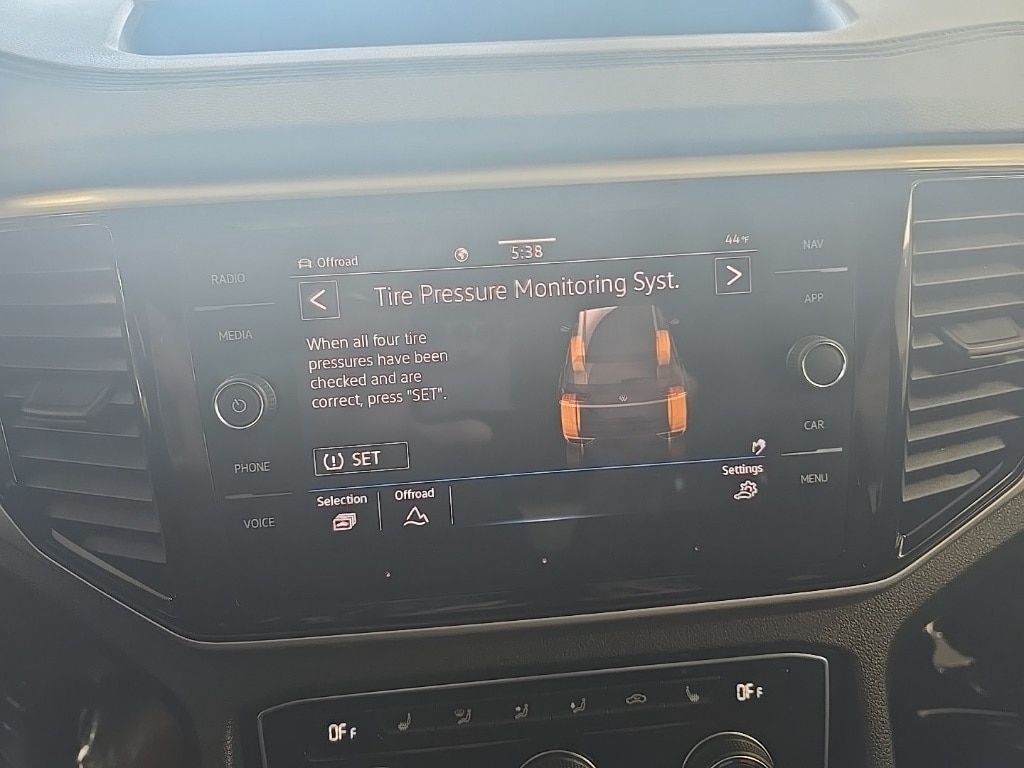 Offroad
5:38
44°F
Tire Pressure Monitoring Syst.
When all four tire
pressures have been
checked and are
correct, press "SET".
SET
Selection
Offroad
Settings
RADIO
MEDIA
PHONE
VOICE
NAV
APP
CAR
MENU
OFF
OFF